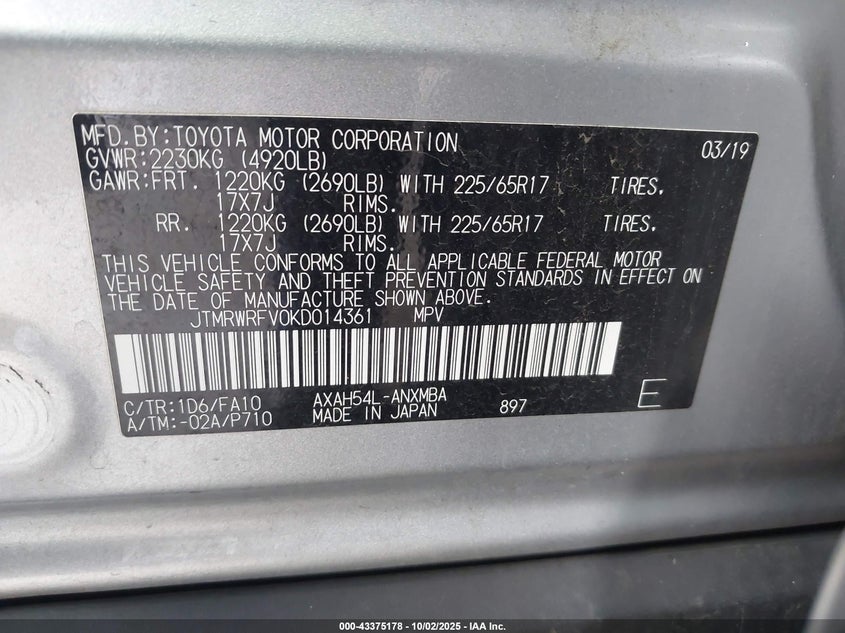 MFD.BY:TOYOTA MOTOR CORPORATION 03/19
GVWR:2230KG (4920LB)
GAWR:FRT. 1220KG (2690LB) WITH 225/65R17 TIRES,
17X7J RIMS.
RR. 1220KG (2690LB) WITH 225/65R17 TIRES,
17X7J RIMS.
THIS VEHICLE CONFORMS TO ALL APPLICABLE FEDERAL MOTOR
VEHICLE SAFETY AND THEFT PREVENTION STANDARDS IN EFFECT ON
THE DATE OF MANUFACTURE SHOWN ABOVE.
JTMRWRFV0KD014361 MPV
C/TR:1D6/FA10 AXAH54L-ANXMBA
A/TM:-02A/P710 MADE IN JAPAN 897 E
000-43375178 - 10/02/2025 - IAA Inc.